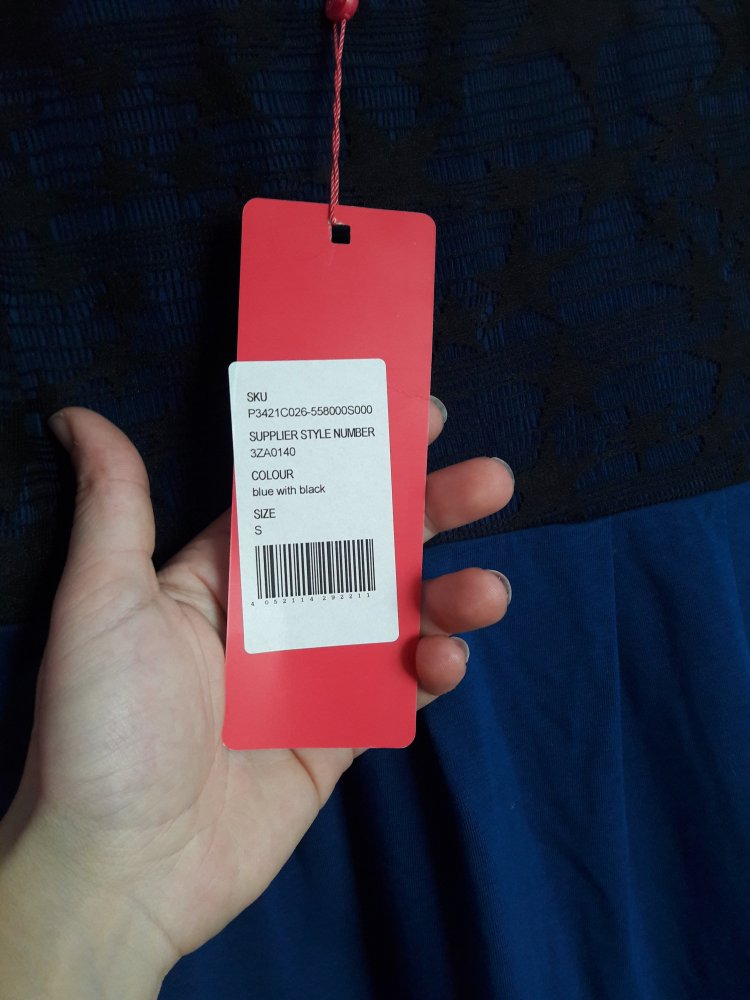 SKU
P3421C026-558000S000
SUPPLIER STYLE NUMBER
3ZA0140
COLOUR
blue with black
SIZE
S
4 052114 292211